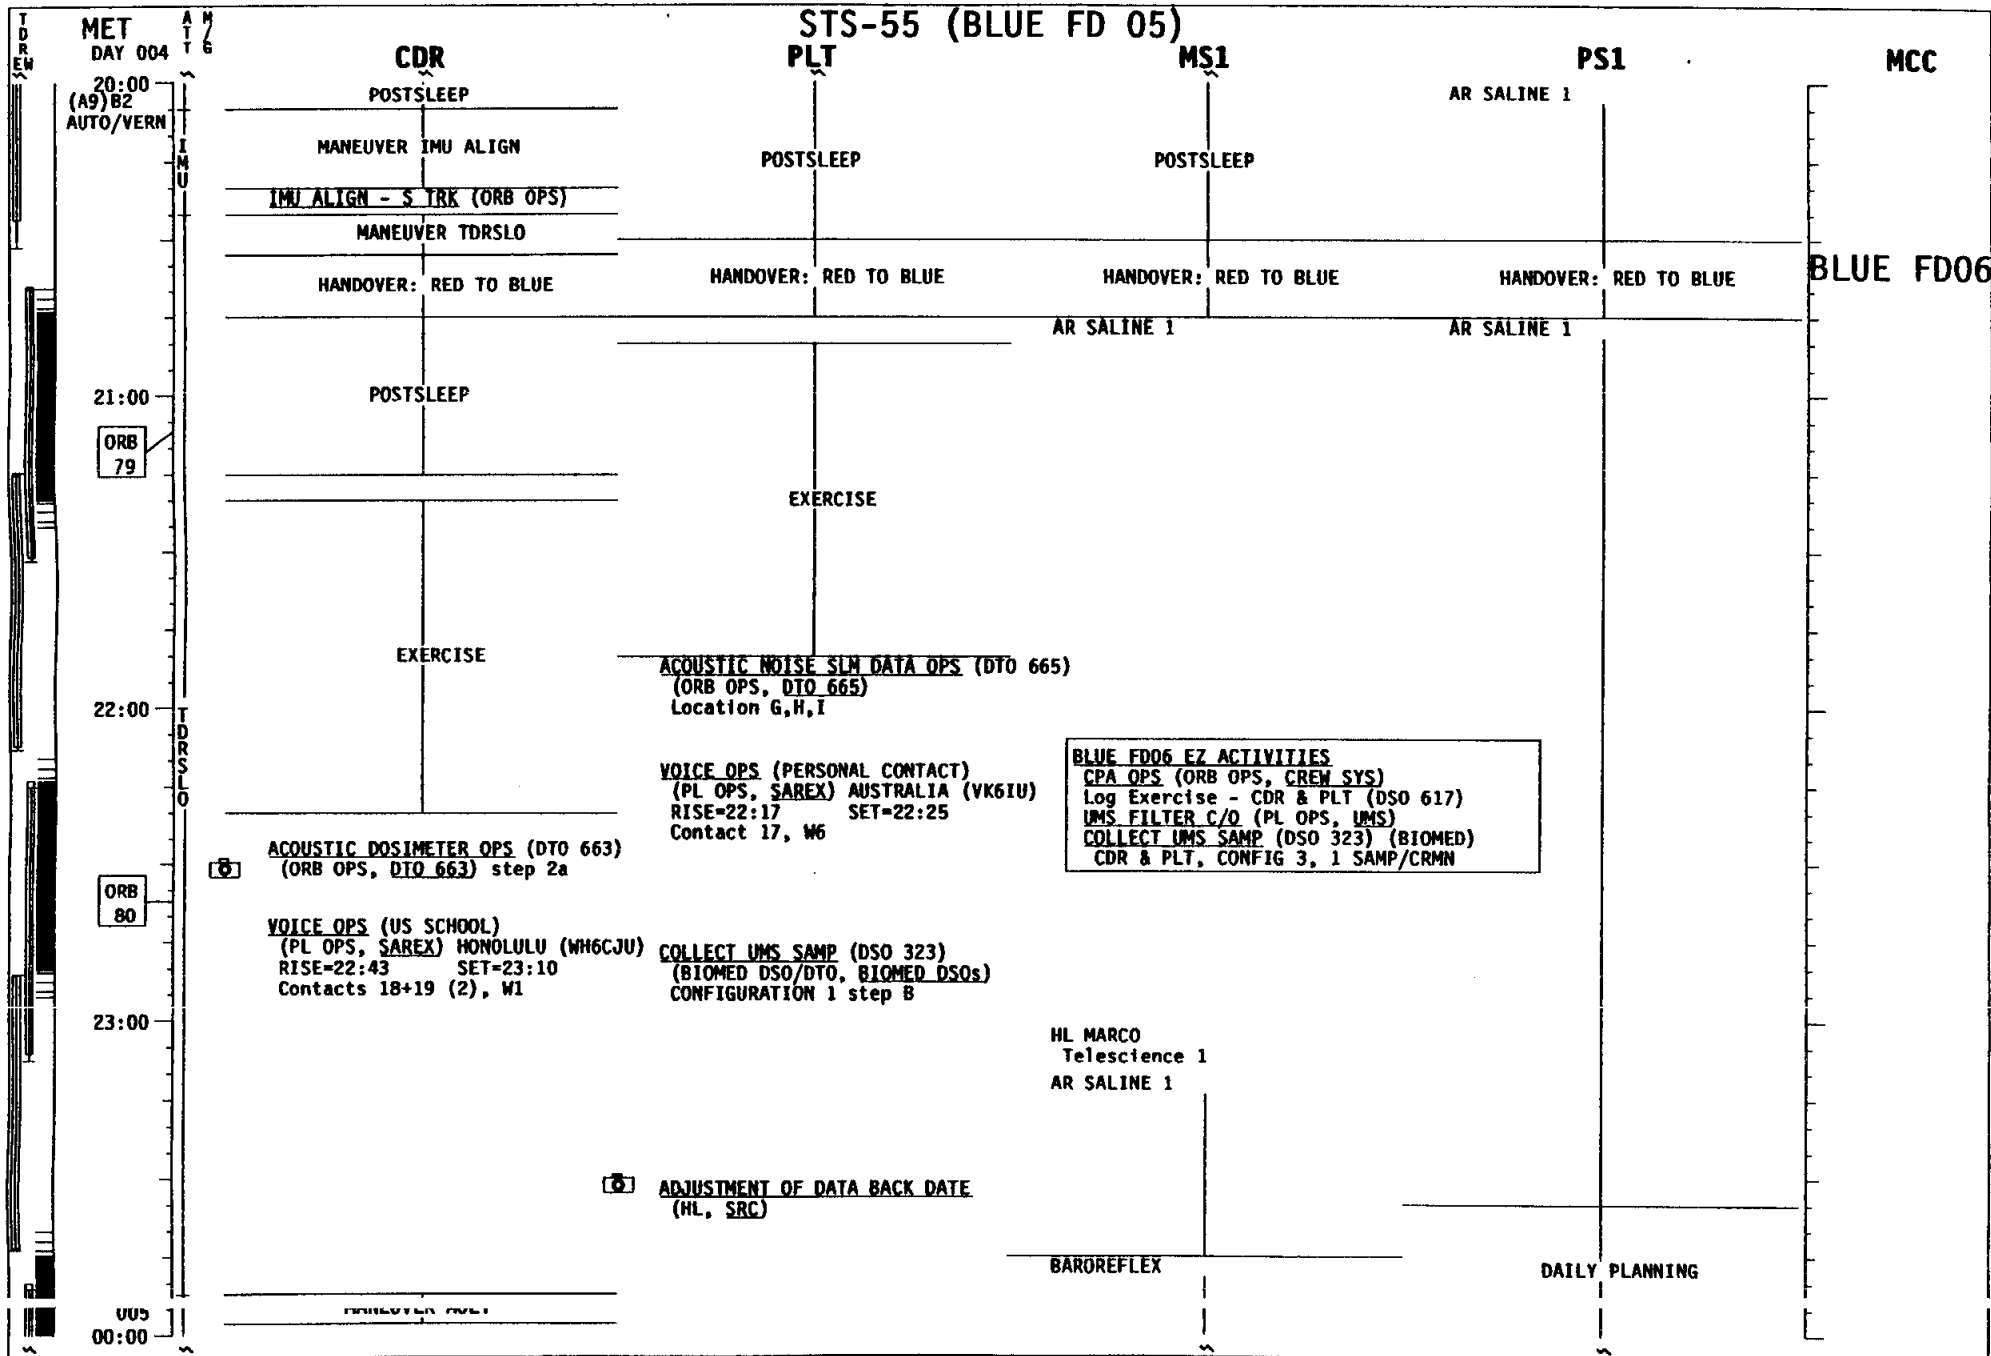 STS-55 (BLUE FD 05)
TDRE W
MET
DAY 004
ATT
M/G
CDR
PLT
MS1
PS1
MCC
20:00
(A9)B2
AUTO/VERN
IMU
POSTSLEEP
MANEUVER IMU ALIGN
IMU ALIGN - S TRK (ORB OPS)
MANEUVER TDRSLO
HANDOVER: RED TO BLUE
POSTSLEEP
HANDOVER: RED TO BLUE
POSTSLEEP
HANDOVER: RED TO BLUE
AR SALINE 1
AR SALINE 1
HANDOVER: RED TO BLUE
AR SALINE 1
BLUE FD06
21:00
ORB
79
POSTSLEEP
EXERCISE
EXERCISE
22:00
TDRSLO
ACOUSTIC NOISE SLM DATA OPS (DTO 665)
(ORB OPS, DTO 665)
Location G,H,I
VOICE OPS (PERSONAL CONTACT)
(PL OPS, SAREX) AUSTRALIA (VK6IU)
RISE=22:17 SET=22:25
Contact 17, W6
BLUE FD06 EZ ACTIVITIES
CPA OPS (ORB OPS, CREW SYS)
Log Exercise - CDR & PLT (DSO 617)
UMS FILTER C/O (PL OPS, UMS)
COLLECT UMS SAMP (DSO 323) (BIOMED)
CDR & PLT, CONFIG 3, 1 SAMP/CRMN
ACOUSTIC DOSIMETER OPS (DTO 663)
(ORB OPS, DTO 663) step 2a
ORB
80
VOICE OPS (US SCHOOL)
(PL OPS, SAREX) HONOLULU (WH6CJU)
RISE=22:43 SET=23:10
Contacts 18+19 (2), W1
COLLECT UMS SAMP (DSO 323)
(BIOMED DSO/DTO, BIOMED DSOs)
CONFIGURATION 1 step B
23:00
HL MARCO
Telescience 1
AR SALINE 1
ADJUSTMENT OF DATA BACK DATE
(HL, SRC)
BAROREFLEX
DAILY PLANNING
005
00:00
MANEUVER